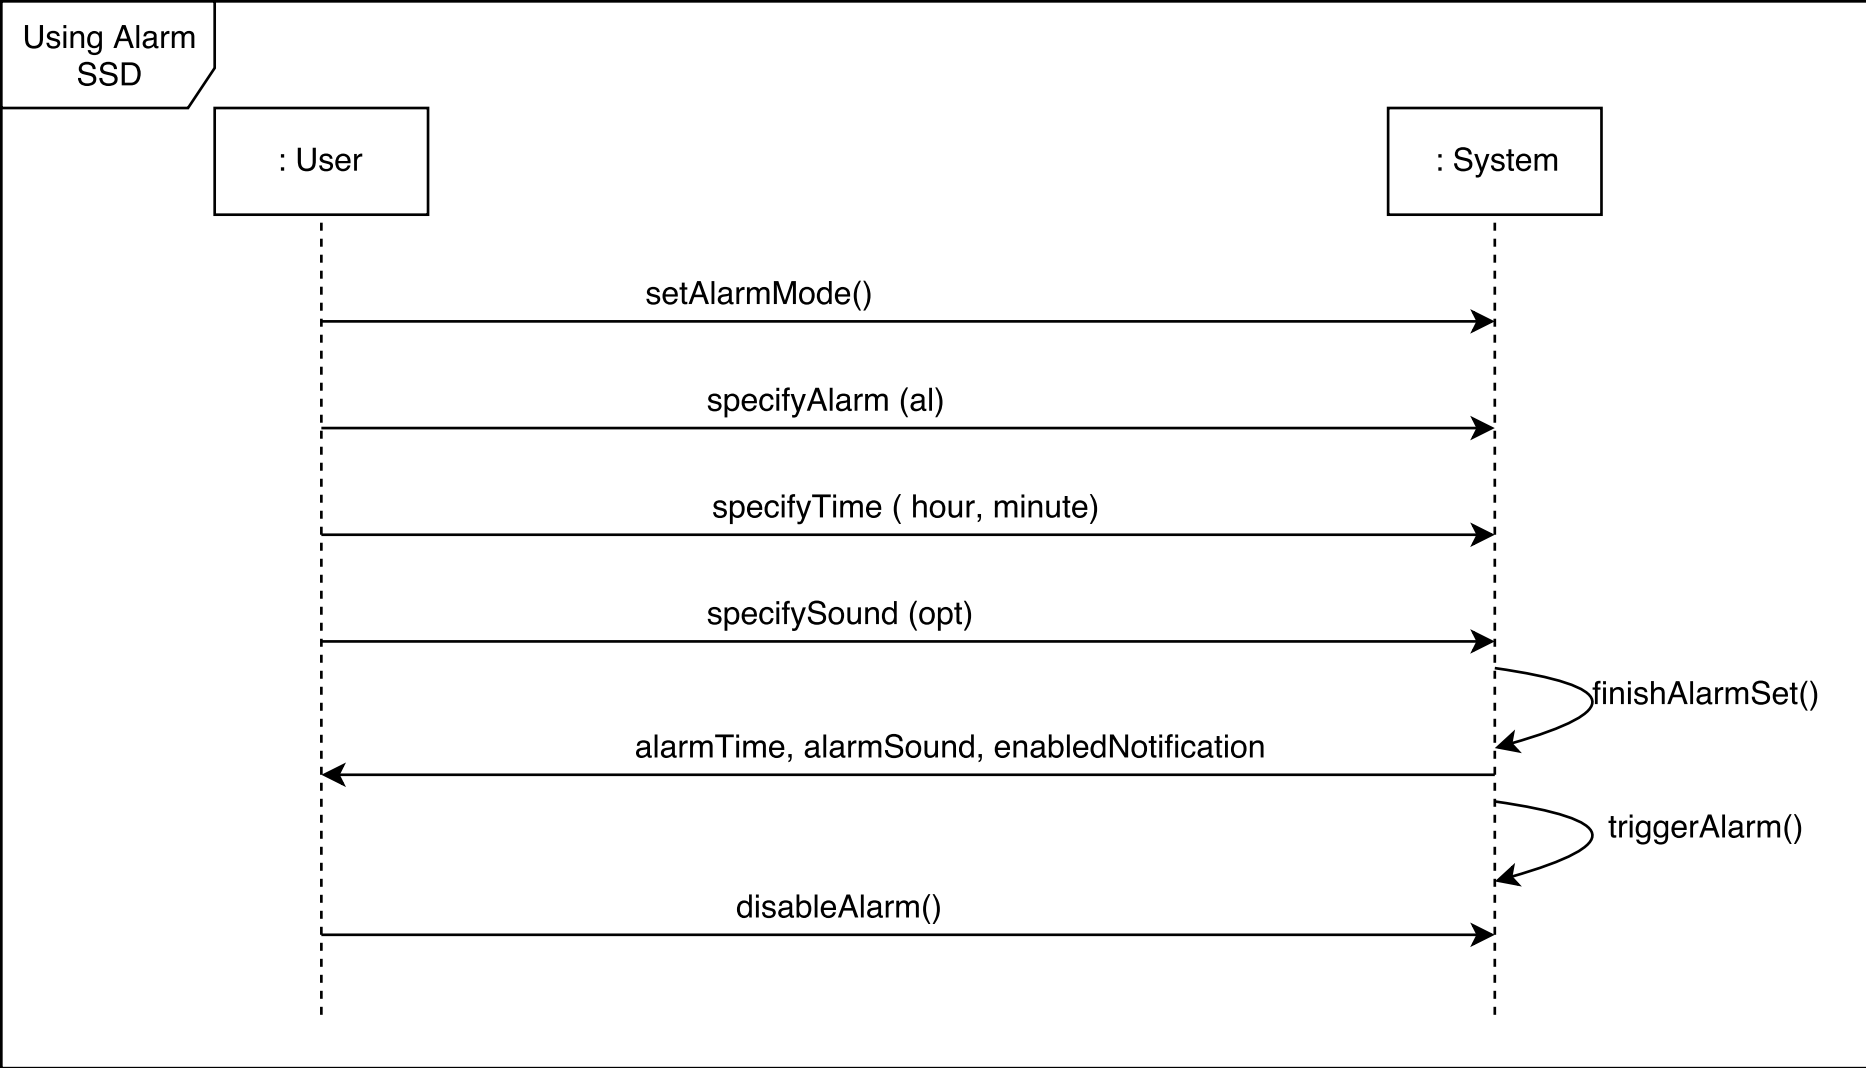 Using Alarm
SSD
: User
: System
setAlarmMode()
specifyAlarm (al)
specifyTime ( hour, minute)
specifySound (opt)
finishAlarmSet()
alarmTime, alarmSound, enabledNotification
triggerAlarm()
disableAlarm()